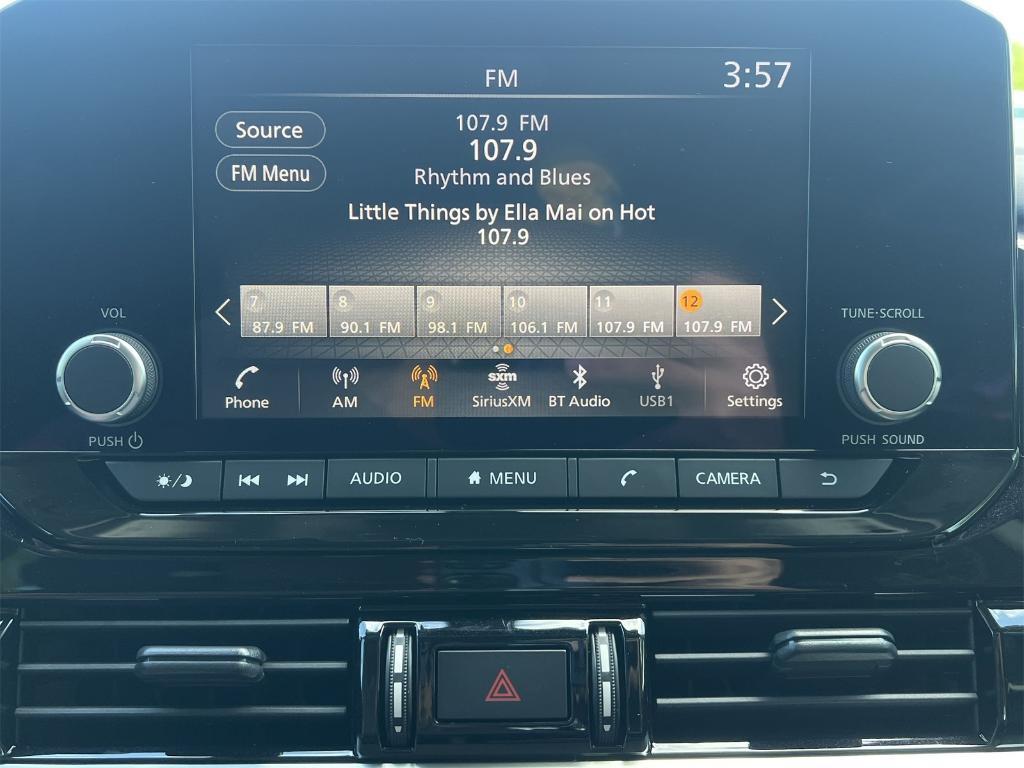 FM
3:57
Source
107.9 FM
107.9
FM Menu
Rhythm and Blues
Little Things by Ella Mai on Hot
107.9
7 8 9 10 11 12
87.9 FM 90.1 FM 98.1 FM 106.1 FM 107.9 FM 107.9 FM
VOL
TUNE·SCROLL
sxm
Phone AM FM SiriusXM BT Audio USB1 Settings
PUSH
PUSH SOUND
AUDIO MENU CAMERA